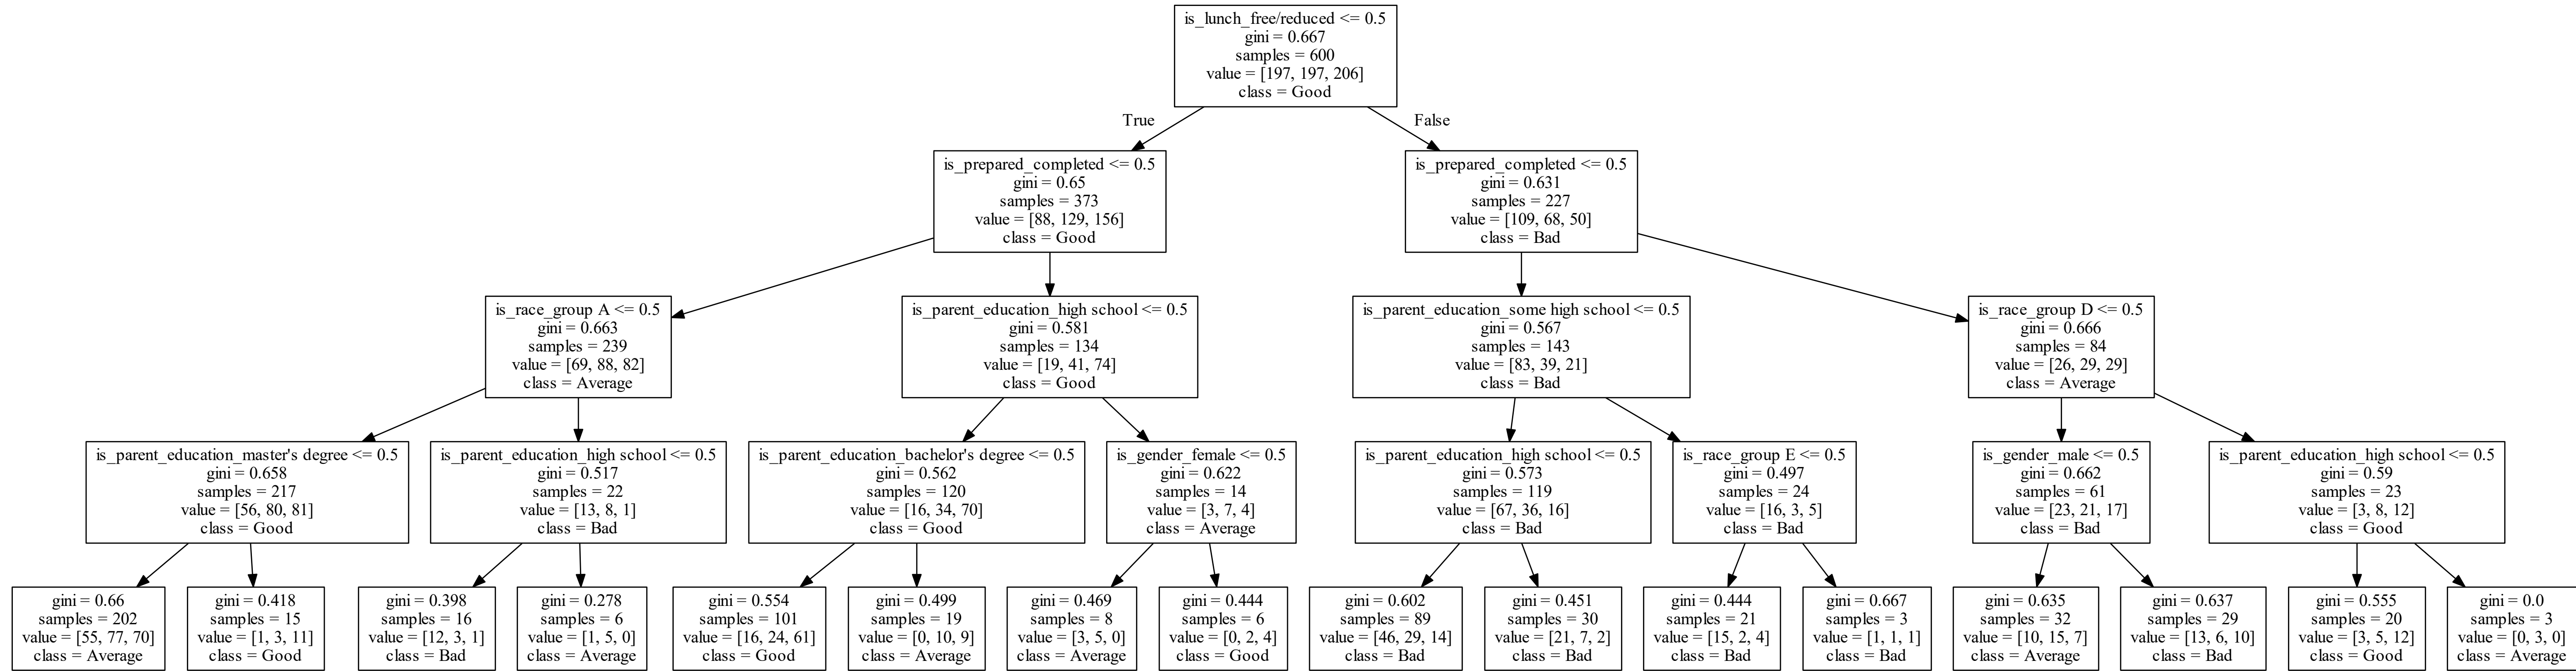 is_lunch_free/reduced <= 0.5
gini = 0.667
samples = 600
value = [197, 197, 206]
class = Good
True
False
is_prepared_completed <= 0.5
gini = 0.65
samples = 373
value = [88, 129, 156]
class = Good
is_prepared_completed <= 0.5
gini = 0.631
samples = 227
value = [109, 68, 50]
class = Bad
is_race_group A <= 0.5
gini = 0.663
samples = 239
value = [69, 88, 82]
class = Average
is_parent_education_high school <= 0.5
gini = 0.581
samples = 134
value = [19, 41, 74]
class = Good
is_parent_education_some high school <= 0.5
gini = 0.567
samples = 143
value = [83, 39, 21]
class = Bad
is_race_group D <= 0.5
gini = 0.666
samples = 84
value = [26, 29, 29]
class = Average
is_parent_education_master's degree <= 0.5
gini = 0.658
samples = 217
value = [56, 80, 81]
class = Good
is_parent_education_high school <= 0.5
gini = 0.517
samples = 22
value = [13, 8, 1]
class = Bad
is_parent_education_bachelor's degree <= 0.5
gini = 0.562
samples = 120
value = [16, 34, 70]
class = Good
is_gender_female <= 0.5
gini = 0.622
samples = 14
value = [3, 7, 4]
class = Average
is_parent_education_high school <= 0.5
gini = 0.573
samples = 119
value = [67, 36, 16]
class = Bad
is_race_group E <= 0.5
gini = 0.497
samples = 24
value = [16, 3, 5]
class = Bad
is_gender_male <= 0.5
gini = 0.662
samples = 61
value = [23, 21, 17]
class = Bad
is_parent_education_high school <= 0.5
gini = 0.59
samples = 23
value = [3, 8, 12]
class = Good
gini = 0.66
samples = 202
value = [55, 77, 70]
class = Average
gini = 0.418
samples = 15
value = [1, 3, 11]
class = Good
gini = 0.398
samples = 16
value = [12, 3, 1]
class = Bad
gini = 0.278
samples = 6
value = [1, 5, 0]
class = Average
gini = 0.554
samples = 101
value = [16, 24, 61]
class = Good
gini = 0.499
samples = 19
value = [0, 10, 9]
class = Average
gini = 0.469
samples = 8
value = [3, 5, 0]
class = Average
gini = 0.444
samples = 6
value = [0, 2, 4]
class = Good
gini = 0.602
samples = 89
value = [46, 29, 14]
class = Bad
gini = 0.451
samples = 30
value = [21, 7, 2]
class = Bad
gini = 0.444
samples = 21
value = [15, 2, 4]
class = Bad
gini = 0.667
samples = 3
value = [1, 1, 1]
class = Bad
gini = 0.635
samples = 32
value = [10, 15, 7]
class = Average
gini = 0.637
samples = 29
value = [13, 6, 10]
class = Bad
gini = 0.555
samples = 20
value = [3, 5, 12]
class = Good
gini = 0.0
samples = 3
value = [0, 3, 0]
class = Average